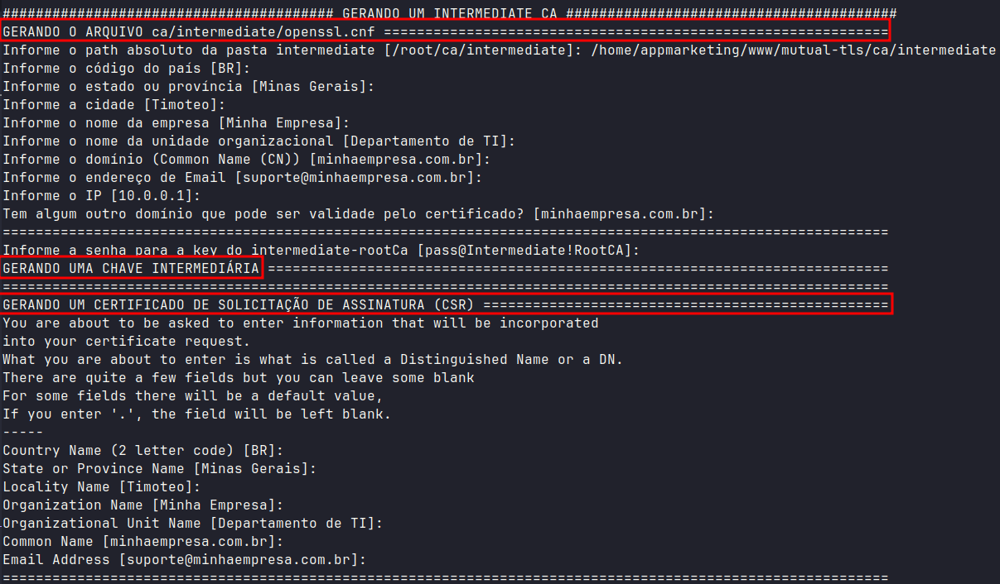 ######################################## GERANDO UM INTERMEDIATE CA ########################################
GERANDO O ARQUIVO ca/intermediate/openssl.cnf =============================================================
Informe o path absoluto da pasta intermediate [/root/ca/intermediate]: /home/appmarketing/www/mutual-tls/ca/intermediate
Informe o código do país [BR]:
Informe o estado ou província [Minas Gerais]:
Informe a cidade [Timoteo]:
Informe o nome da empresa [Minha Empresa]:
Informe o nome da unidade organizacional [Departamento de TI]:
Informe o domínio (Common Name (CN)) [minhaempresa.com.br]:
Informe o endereço de Email [suporte@minhaempresa.com.br]:
Informe o IP [10.0.0.1]:
Tem algum outro domínio que pode ser validade pelo certificado? [minhaempresa.com.br]:
===========================================================================================================
Informe a senha para a key do intermediate-rootCa [pass@Intermediate!RootCA]:
GERANDO UMA CHAVE INTERMEDIÁRIA ===========================================================================
===========================================================================================================
GERANDO UM CERTIFICADO DE SOLICITAÇÃO DE ASSINATURA (CSR) =================================================
You are about to be asked to enter information that will be incorporated
into your certificate request.
What you are about to enter is what is called a Distinguished Name or a DN.
There are quite a few fields but you can leave some blank
For some fields there will be a default value,
If you enter '.', the field will be left blank.
-----
Country Name (2 letter code) [BR]:
State or Province Name [Minas Gerais]:
Locality Name [Timoteo]:
Organization Name [Minha Empresa]:
Organizational Unit Name [Departamento de TI]:
Common Name [minhaempresa.com.br]:
Email Address [suporte@minhaempresa.com.br]:
===========================================================================================================